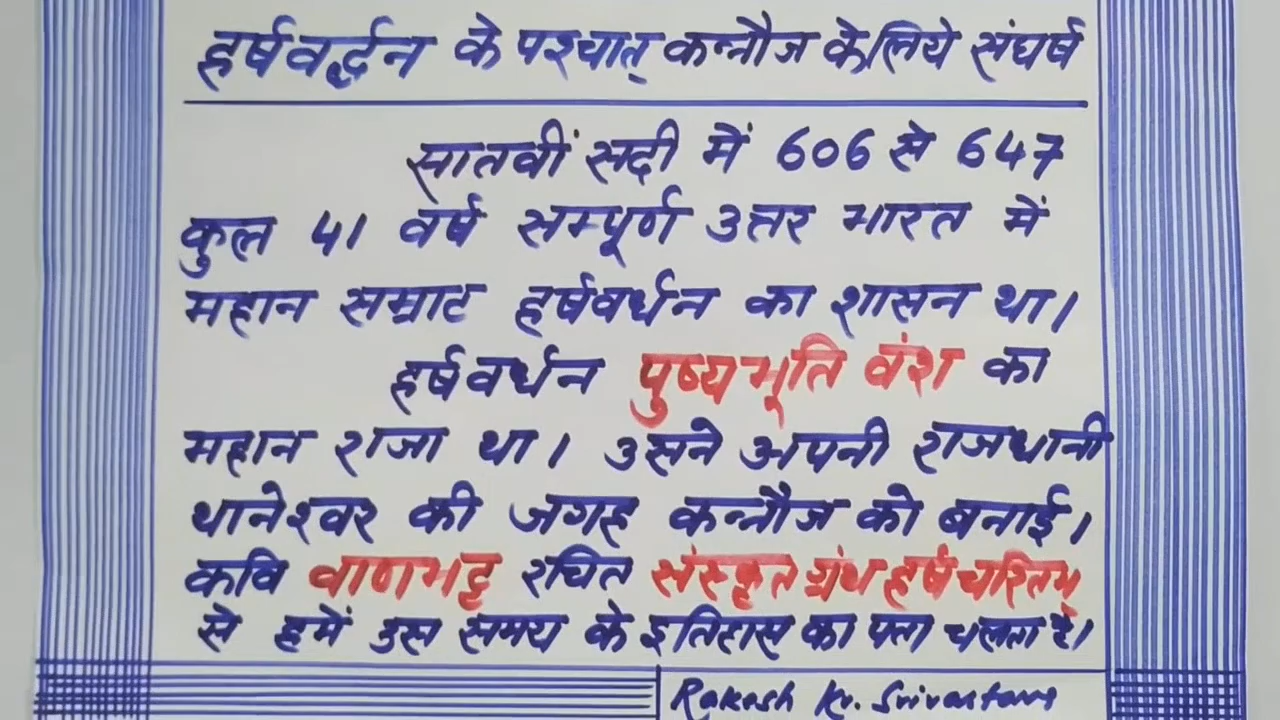 हर्षवर्द्धन के पश्चात् कन्नौज के लिये संघर्ष
सातवीं सदी में 606 से 647
कुल 41 वर्ष सम्पूर्ण उत्तर भारत में
महान सम्राट हर्षवर्धन का शासन था।
हर्षवर्धन पुष्यभूति वंश का
महान राजा था। उसने अपनी राजधानी
थानेश्वर की जगह कन्नौज को बनाई।
कवि वाणभट्ट रचित संस्कृत ग्रंथ हर्षचरितम्
से हमें उस समय के इतिहास का पता चलता है।
Rakesh Kr. Srivastava